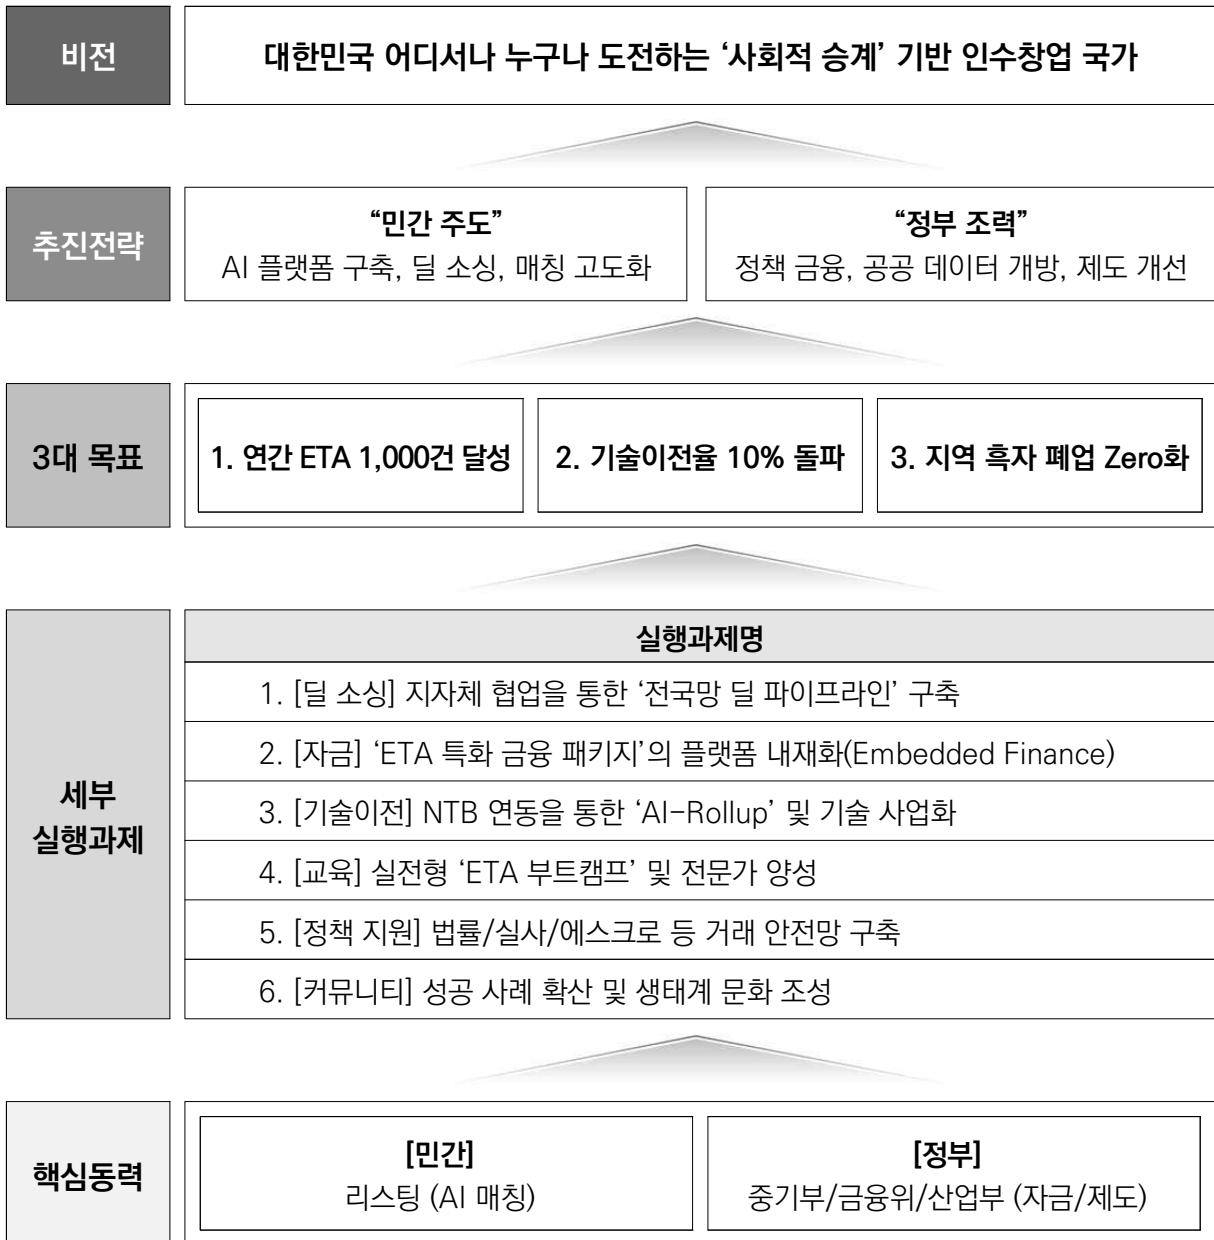 비전
대한민국 어디서나 누구나 도전하는 ‘사회적 승계’ 기반 인수창업 국가
추진전략
“민간 주도”
AI 플랫폼 구축, 딜 소싱, 매칭 고도화
“정부 조력”
정책 금융, 공공 데이터 개방, 제도 개선
3대 목표
1. 연간 ETA 1,000건 달성
2. 기술이전율 10% 돌파
3. 지역 흑자 폐업 Zero화
세부
실행과제
실행과제명
1. [딜 소싱] 지자체 협업을 통한 ‘전국망 딜 파이프라인’ 구축
2. [자금] ‘ETA 특화 금융 패키지’의 플랫폼 내재화(Embedded Finance)
3. [기술이전] NTB 연동을 통한 ‘AI-Rollup’ 및 기술 사업화
4. [교육] 실전형 ‘ETA 부트캠프’ 및 전문가 양성
5. [정책 지원] 법률/실사/에스크로 등 거래 안전망 구축
6. [커뮤니티] 성공 사례 확산 및 생태계 문화 조성
핵심동력
[민간]
리스팅 (AI 매칭)
[정부]
중기부/금융위/산업부 (자금/제도)